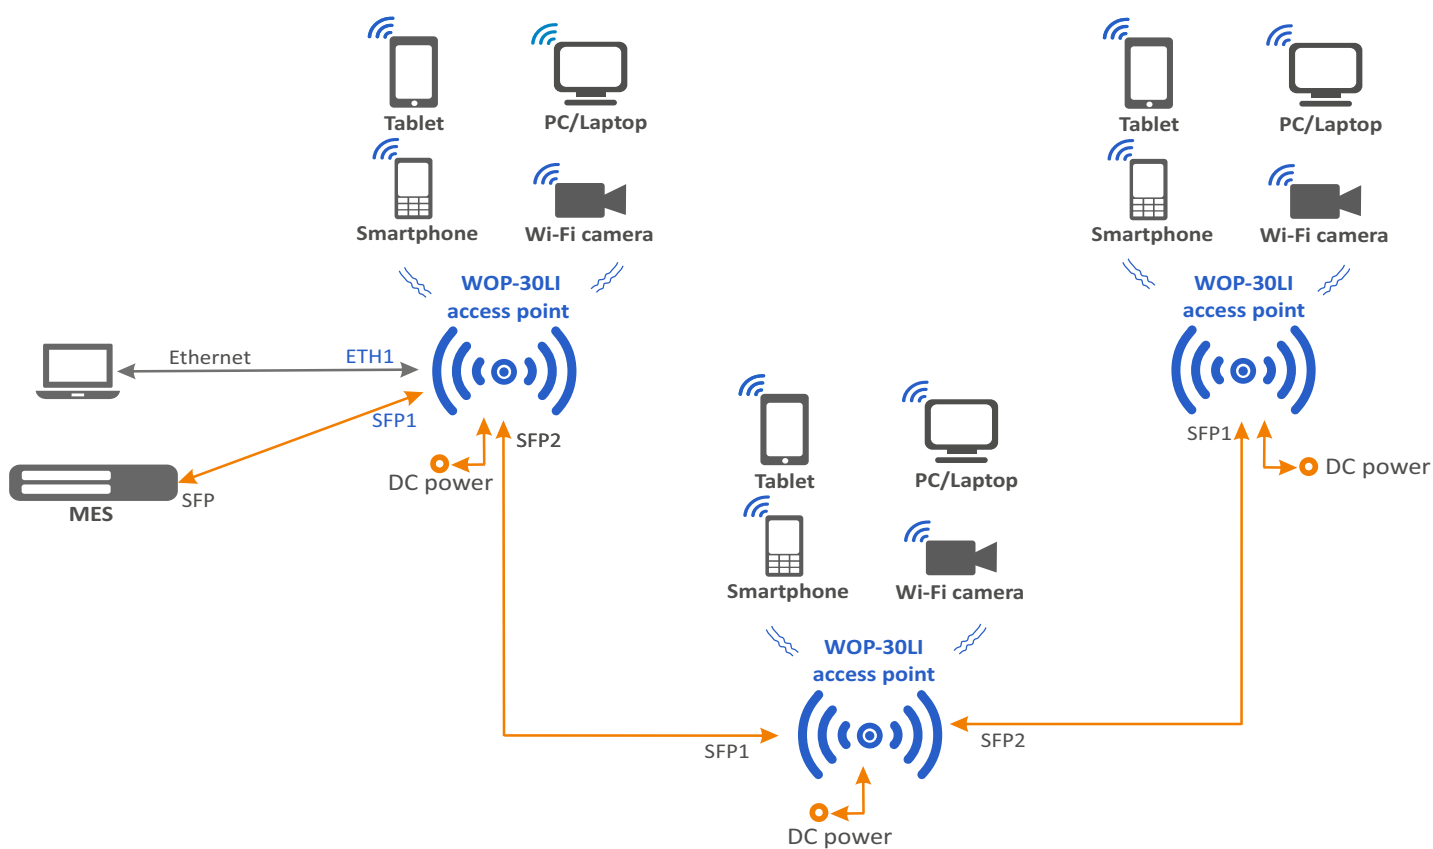 Tablet
PC/Laptop
Smartphone
Wi-Fi camera
WOP-30LI
access point
Ethernet
ETH1
SFP1
SFP2
DC power
SFP
MES
Tablet
PC/Laptop
Smartphone
Wi-Fi camera
WOP-30LI
access point
SFP1
SFP2
DC power
Tablet
PC/Laptop
Smartphone
Wi-Fi camera
WOP-30LI
access point
SFP1
DC power